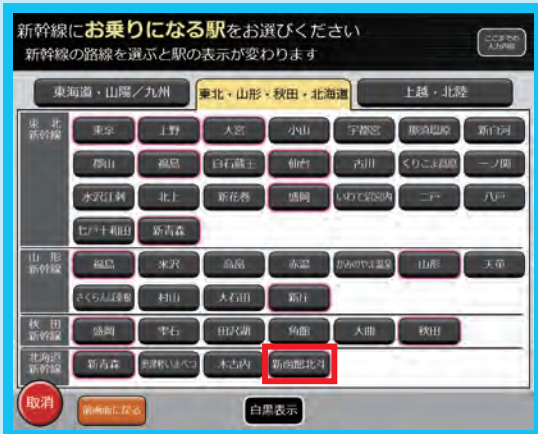 新幹線にお乗りになる駅をお選びください
新幹線の路線を選ぶと駅の表示が変わります
ここまでの
入力内容
東海道・山陽／九州 東北・山形・秋田・北海道 上越・北陸
東北
新幹線
東京 上野 大宮 小山 宇都宮 那須塩原 新白河
郡山 福島 白石蔵王 仙台 古川 くりこま高原 一ノ関
水沢江刺 北上 新花巻 盛岡 いわて沼宮内 二戸 八戸
七戸十和田 新青森
山形
新幹線
福島 米沢 高畠 赤湯 かみのやま温泉 山形 天童
さくらんぼ東根 村山 大石田 新庄
秋田
新幹線
盛岡 雫石 田沢湖 角館 大曲 秋田
北海道
新幹線
新青森 奥津軽いまべつ 木古内 新函館北斗
取消 前画面に戻る 白黒表示